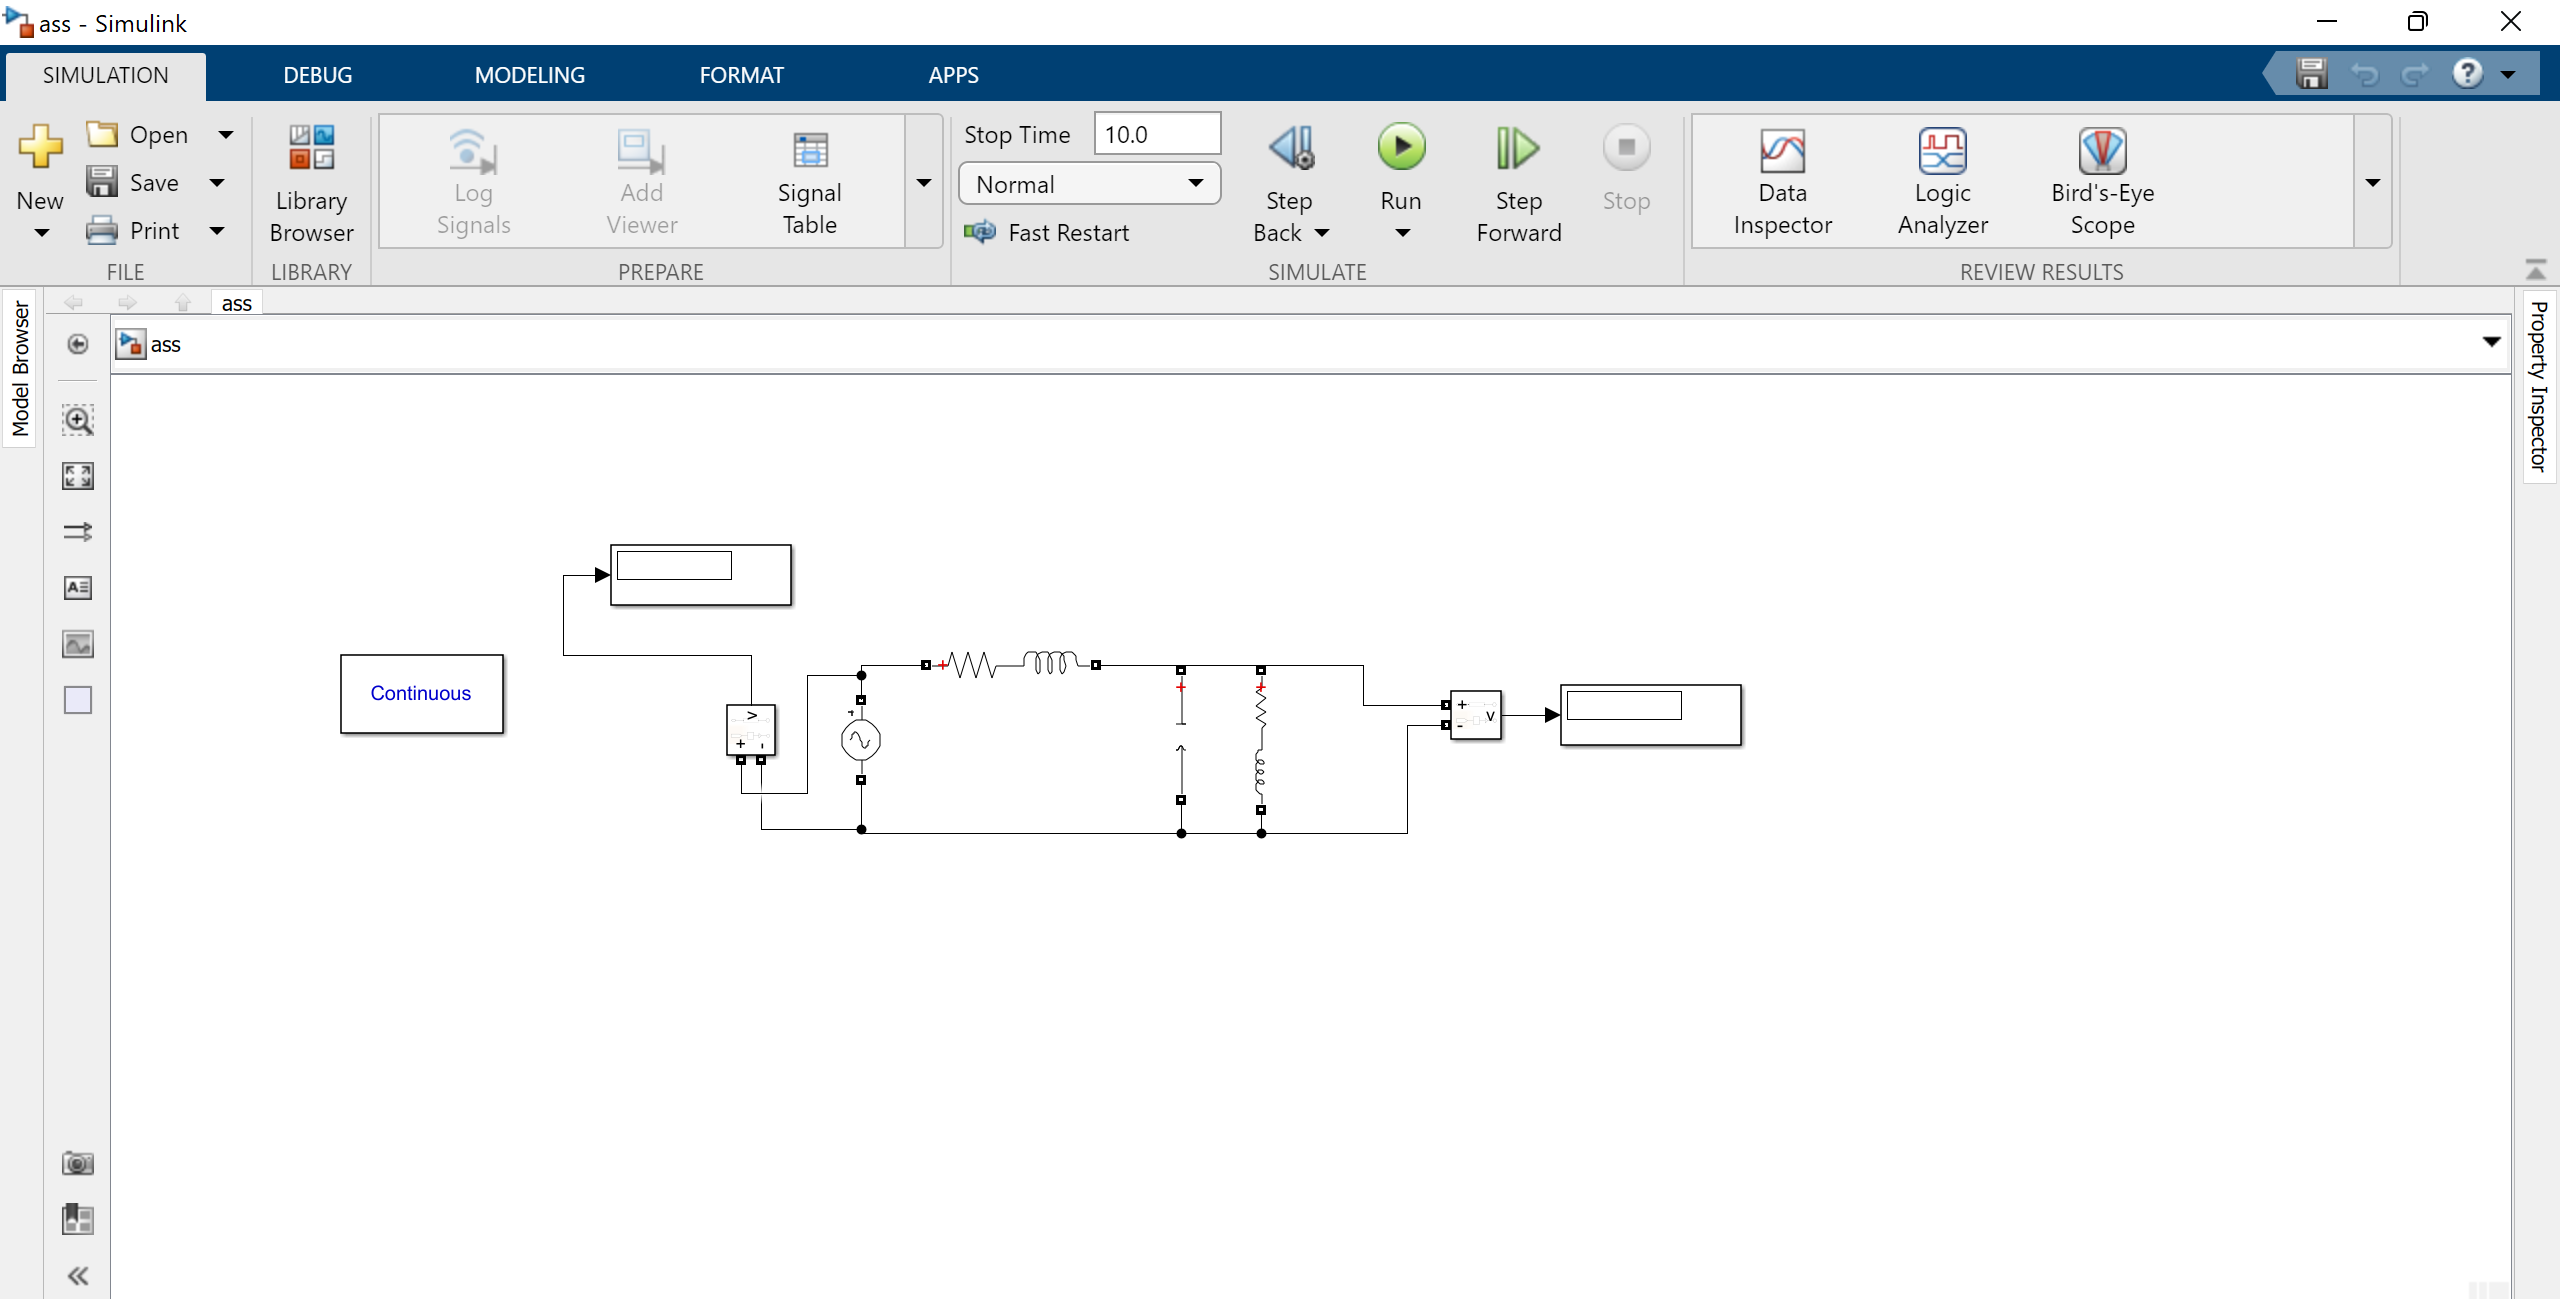 ass - Simulink
SIMULATION DEBUG MODELING FORMAT APPS
New
Open
Save
Print
FILE
Library
Browser
LIBRARY
Log
Signals
Add
Viewer
Signal
Table
PREPARE
Stop Time 10.0
Normal
Fast Restart
Step
Back
Run
Step
Forward
Stop
SIMULATE
Data
Inspector
Logic
Analyzer
Bird's-Eye
Scope
REVIEW RESULTS
Model Browser
ass
ass
Property Inspector
Continuous
v
+ -
+
+
+
+
-
v